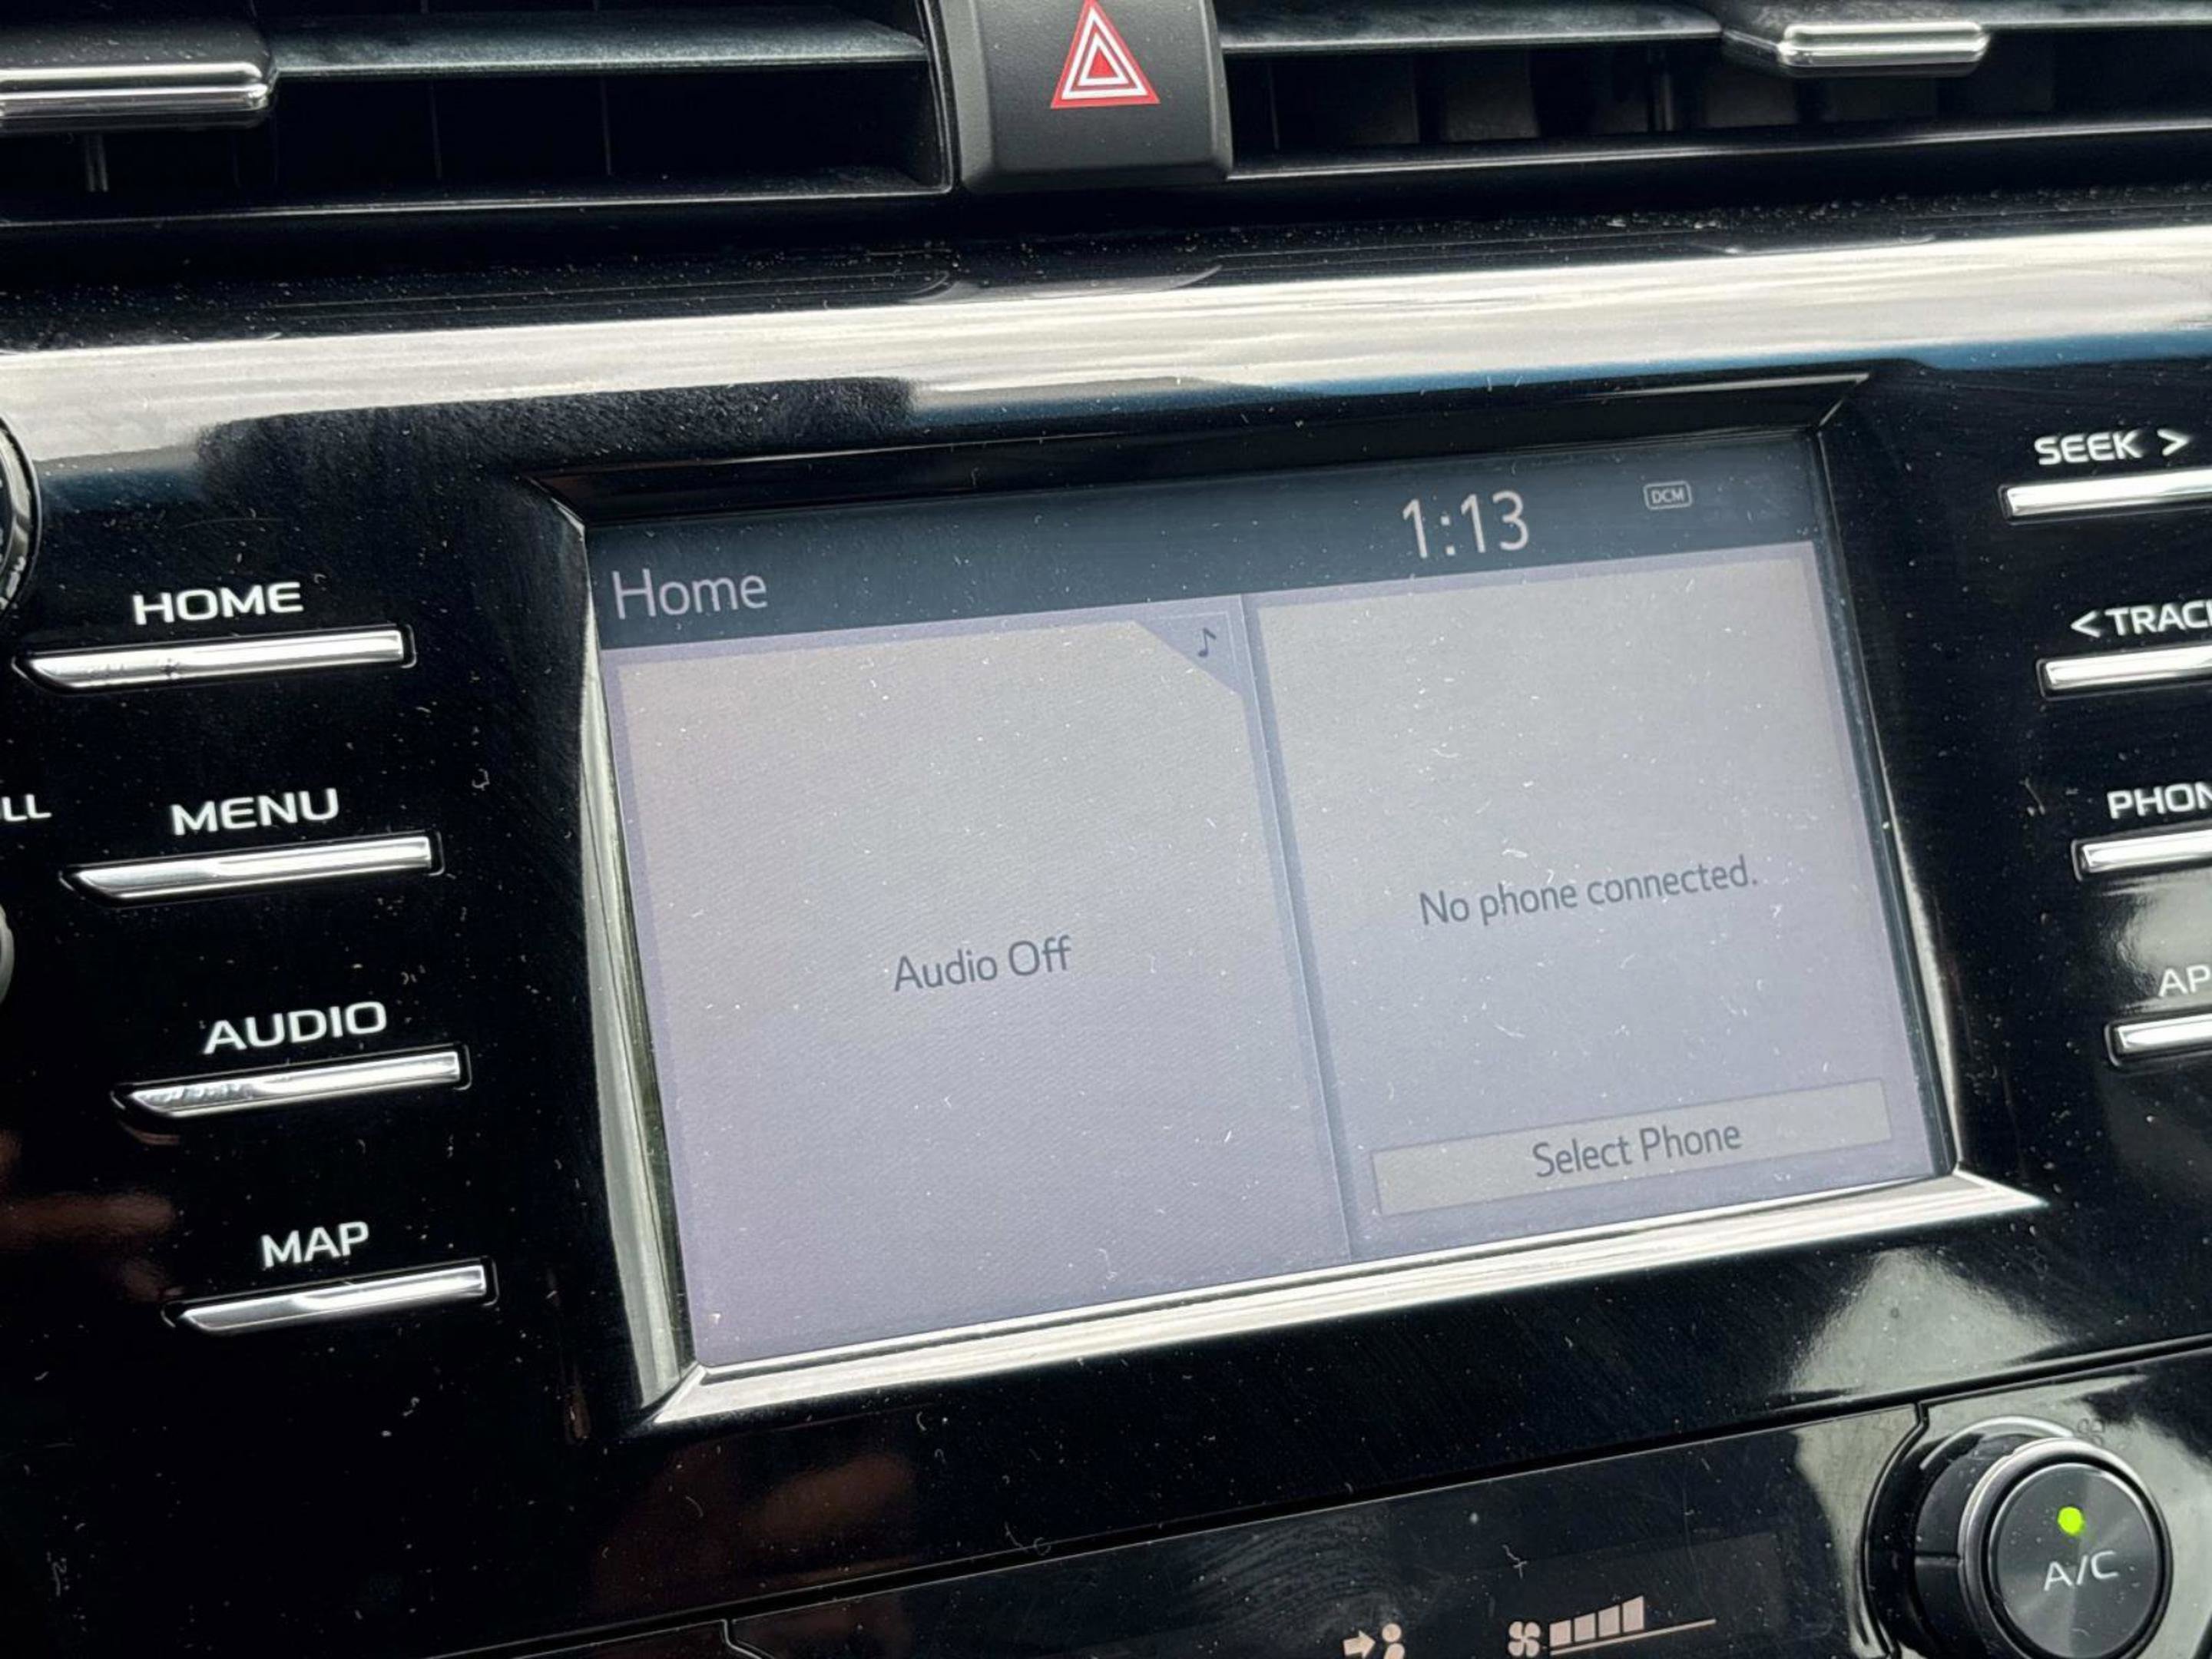 1:13
DCM
Home
SEEK >
HOME
< TRAC
MENU
LL
PHON
Audio Off
No phone connected.
AUDIO
AP
Select Phone
MAP
A/C